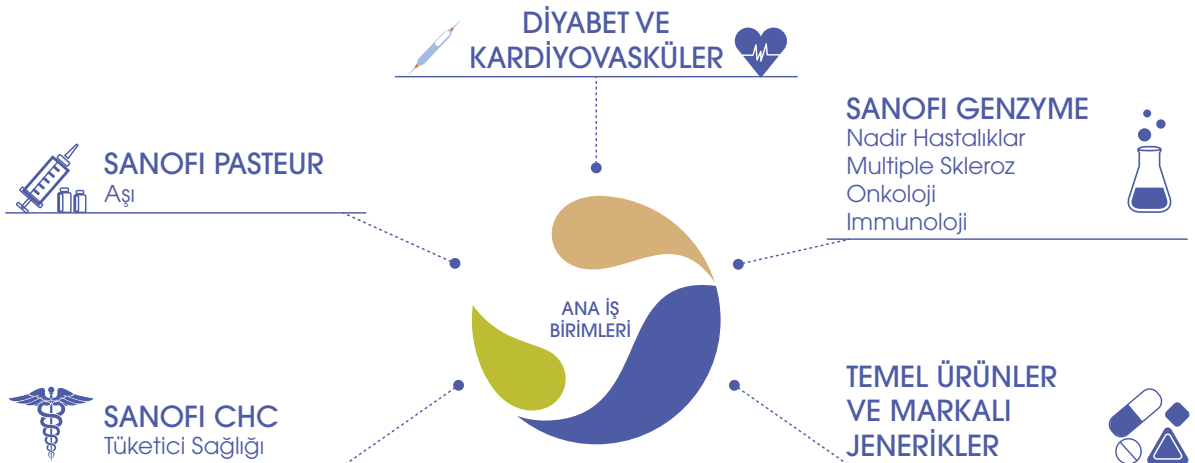 DİYABET VE
KARDİYOVASKÜLER
SANOFI GENZYME
Nadir Hastalıklar
Multiple Skleroz
Onkoloji
Immunoloji
SANOFI PASTEUR
Aşı
ANA İŞ
BİRİMLERİ
SANOFI CHC
Tüketici Sağlığı
TEMEL ÜRÜNLER
VE MARKALI
JENERİKLER